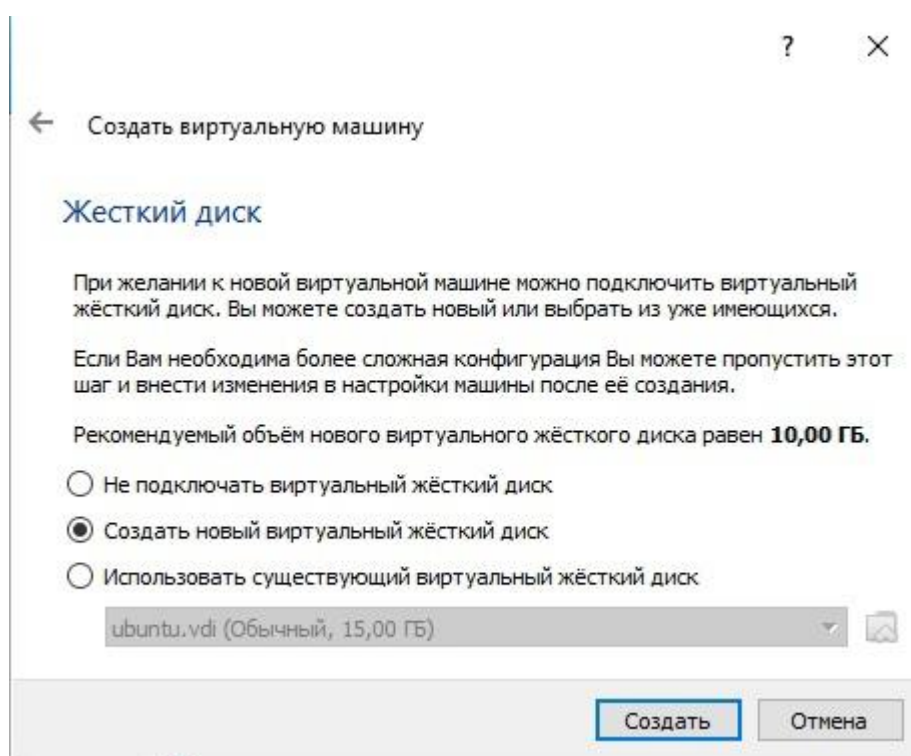 ?
Создать виртуальную машину
Жесткий диск
При желании к новой виртуальной машине можно подключить виртуальный
жёсткий диск. Вы можете создать новый или выбрать из уже имеющихся.
Если Вам необходима более сложная конфигурация Вы можете пропустить этот
шаг и внести изменения в настройки машины после её создания.
Рекомендуемый объём нового виртуального жёсткого диска равен 10,00 ГБ.
Не подключать виртуальный жёсткий диск
Создать новый виртуальный жёсткий диск
Использовать существующий виртуальный жёсткий диск
ubuntu.vdi (Обычный, 15,00 ГБ)
Создать Отмена